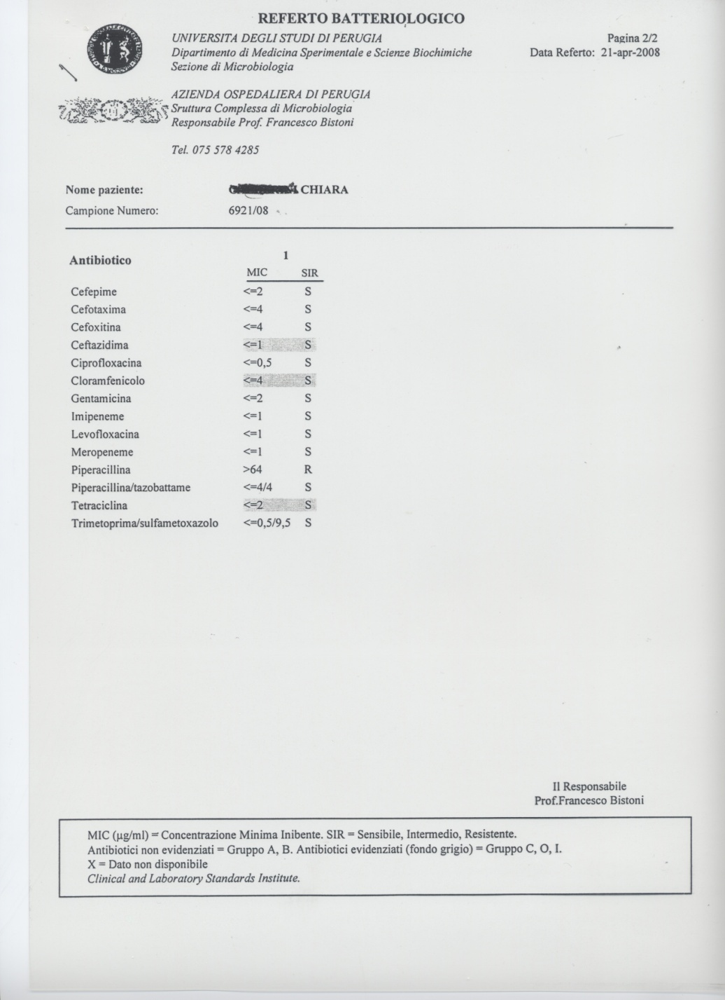 REFERTO BATTERIOLOGICO
UNIVERSITA DEGLI STUDI DI PERUGIA
Dipartimento di Medicina Sperimentale e Scienze Biochimiche
Sezione di Microbiologia
Pagina 2/2
Data Referto: 21-apr-2008
AZIENDA OSPEDALIERA DI PERUGIA
Sruttura Complessa di Microbiologia
Responsabile Prof. Francesco Bistoni
Tel. 075 578 4285
Nome paziente: CHIARA
Campione Numero: 6921/08
Antibiotico 1
MIC SIR
Cefepime <=2 S
Cefotaxima <=4 S
Cefoxitina <=4 S
Ceftazidima <=1 S
Ciprofloxacina <=0,5 S
Cloramfenicolo <=4 S
Gentamicina <=2 S
Imipeneme <=1 S
Levofloxacina <=1 S
Meropeneme <=1 S
Piperacillina >64 R
Piperacillina/tazobattame <=4/4 S
Tetraciclina <=2 S
Trimetoprima/sulfametoxazolo <=0,5/9,5 S
Il Responsabile
Prof.Francesco Bistoni
MIC (µg/ml) = Concentrazione Minima Inibente. SIR = Sensibile, Intermedio, Resistente.
Antibiotici non evidenziati = Gruppo A, B. Antibiotici evidenziati (fondo grigio) = Gruppo C, O, I.
X = Dato non disponibile
Clinical and Laboratory Standards Institute.